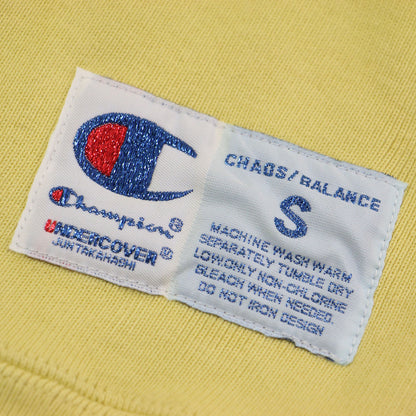 Champion®
UNDERCOVER®
JUN TAKAHASHI
CHAOS/BALANCE
S
MACHINE WASH WARM
SEPARATELY TUMBLE DRY
LOW.ONLY NON-CHLORINE
BLEACH WHEN NEEDED.
DO NOT IRON DESIGN